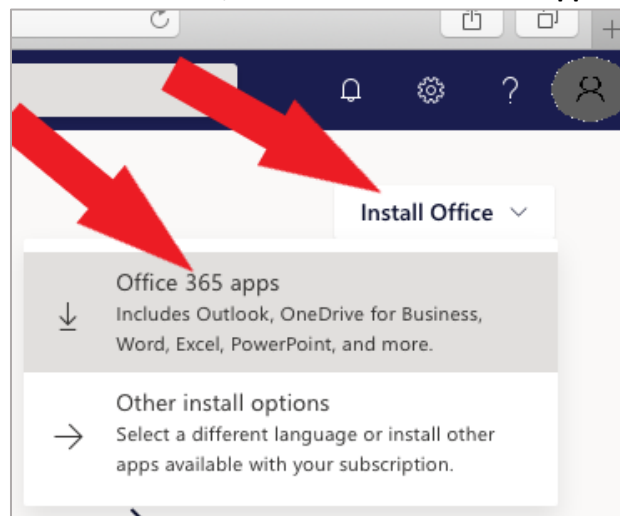 Install Office
Office 365 apps
Includes Outlook, OneDrive for Business,
Word, Excel, PowerPoint, and more.
Other install options
Select a different language or install other
apps available with your subscription.